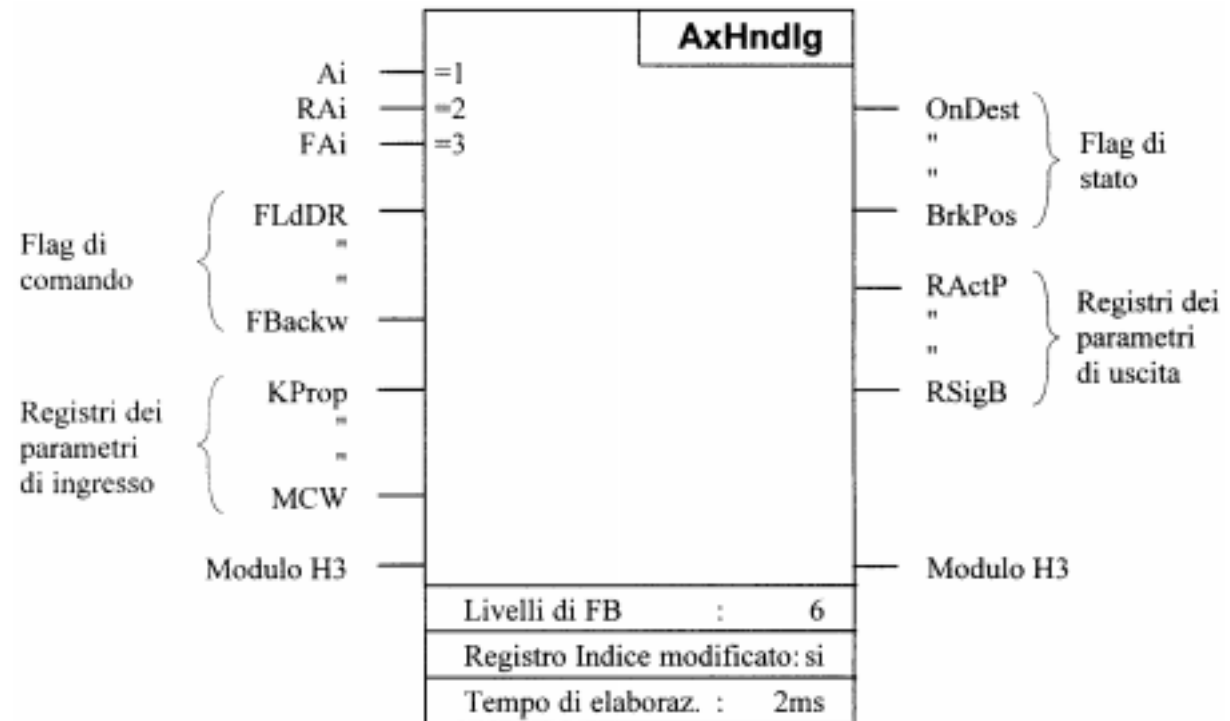 AxHndlg
Ai =1
RAi =2
FAi =3
OnDest
"
"
BrkPos
Flag di
stato
Flag di
comando
FLdDR
"
"
FBackw
RActP
"
"
RSigB
Registri dei
parametri
di uscita
Registri dei
parametri
di ingresso
KProp
"
"
MCW
Modulo H3
Modulo H3
Livelli di FB : 6
Registro Indice modificato: si
Tempo di elaboraz. : 2ms